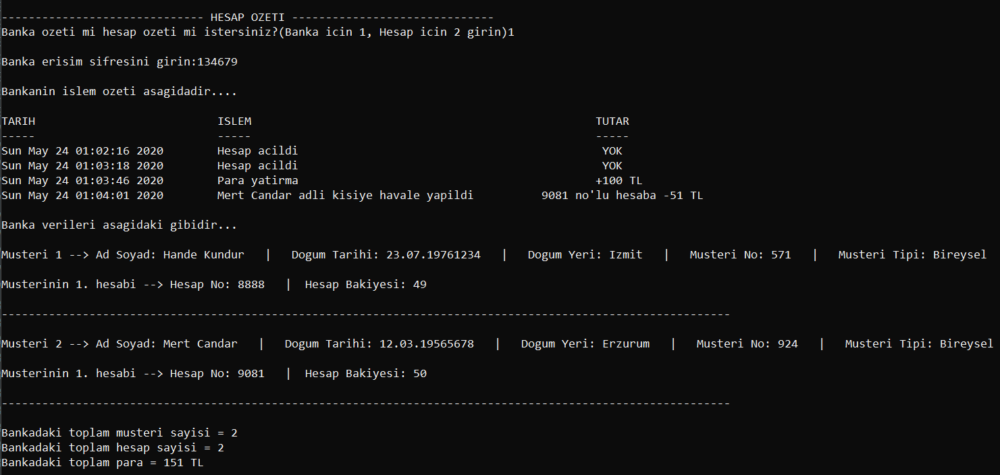 ------------------------------ HESAP OZETI ------------------------------
Banka ozeti mi hesap ozeti mi istersiniz?(Banka icin 1, Hesap icin 2 girin)1
Banka erisim sifresini girin:134679
Bankanin islem ozeti asagidadir....
TARIH ISLEM TUTAR
----- ----- -----
Sun May 24 01:02:16 2020 Hesap acildi YOK
Sun May 24 01:03:18 2020 Hesap acildi YOK
Sun May 24 01:03:46 2020 Para yatirma +100 TL
Sun May 24 01:04:01 2020 Mert Candar adli kisiye havale yapildi 9081 no'lu hesaba -51 TL
Banka verileri asagidaki gibidir...
Musteri 1 --> Ad Soyad: Hande Kundur | Dogum Tarihi: 23.07.19761234 | Dogum Yeri: Izmit | Musteri No: 571 | Musteri Tipi: Bireysel
Musterinin 1. hesabi --> Hesap No: 8888 | Hesap Bakiyesi: 49
------------------------------------------------------------------------------------------------------------
Musteri 2 --> Ad Soyad: Mert Candar | Dogum Tarihi: 12.03.19565678 | Dogum Yeri: Erzurum | Musteri No: 924 | Musteri Tipi: Bireysel
Musterinin 1. hesabi --> Hesap No: 9081 | Hesap Bakiyesi: 50
------------------------------------------------------------------------------------------------------------
Bankadaki toplam musteri sayisi = 2
Bankadaki toplam hesap sayisi = 2
Bankadaki toplam para = 151 TL